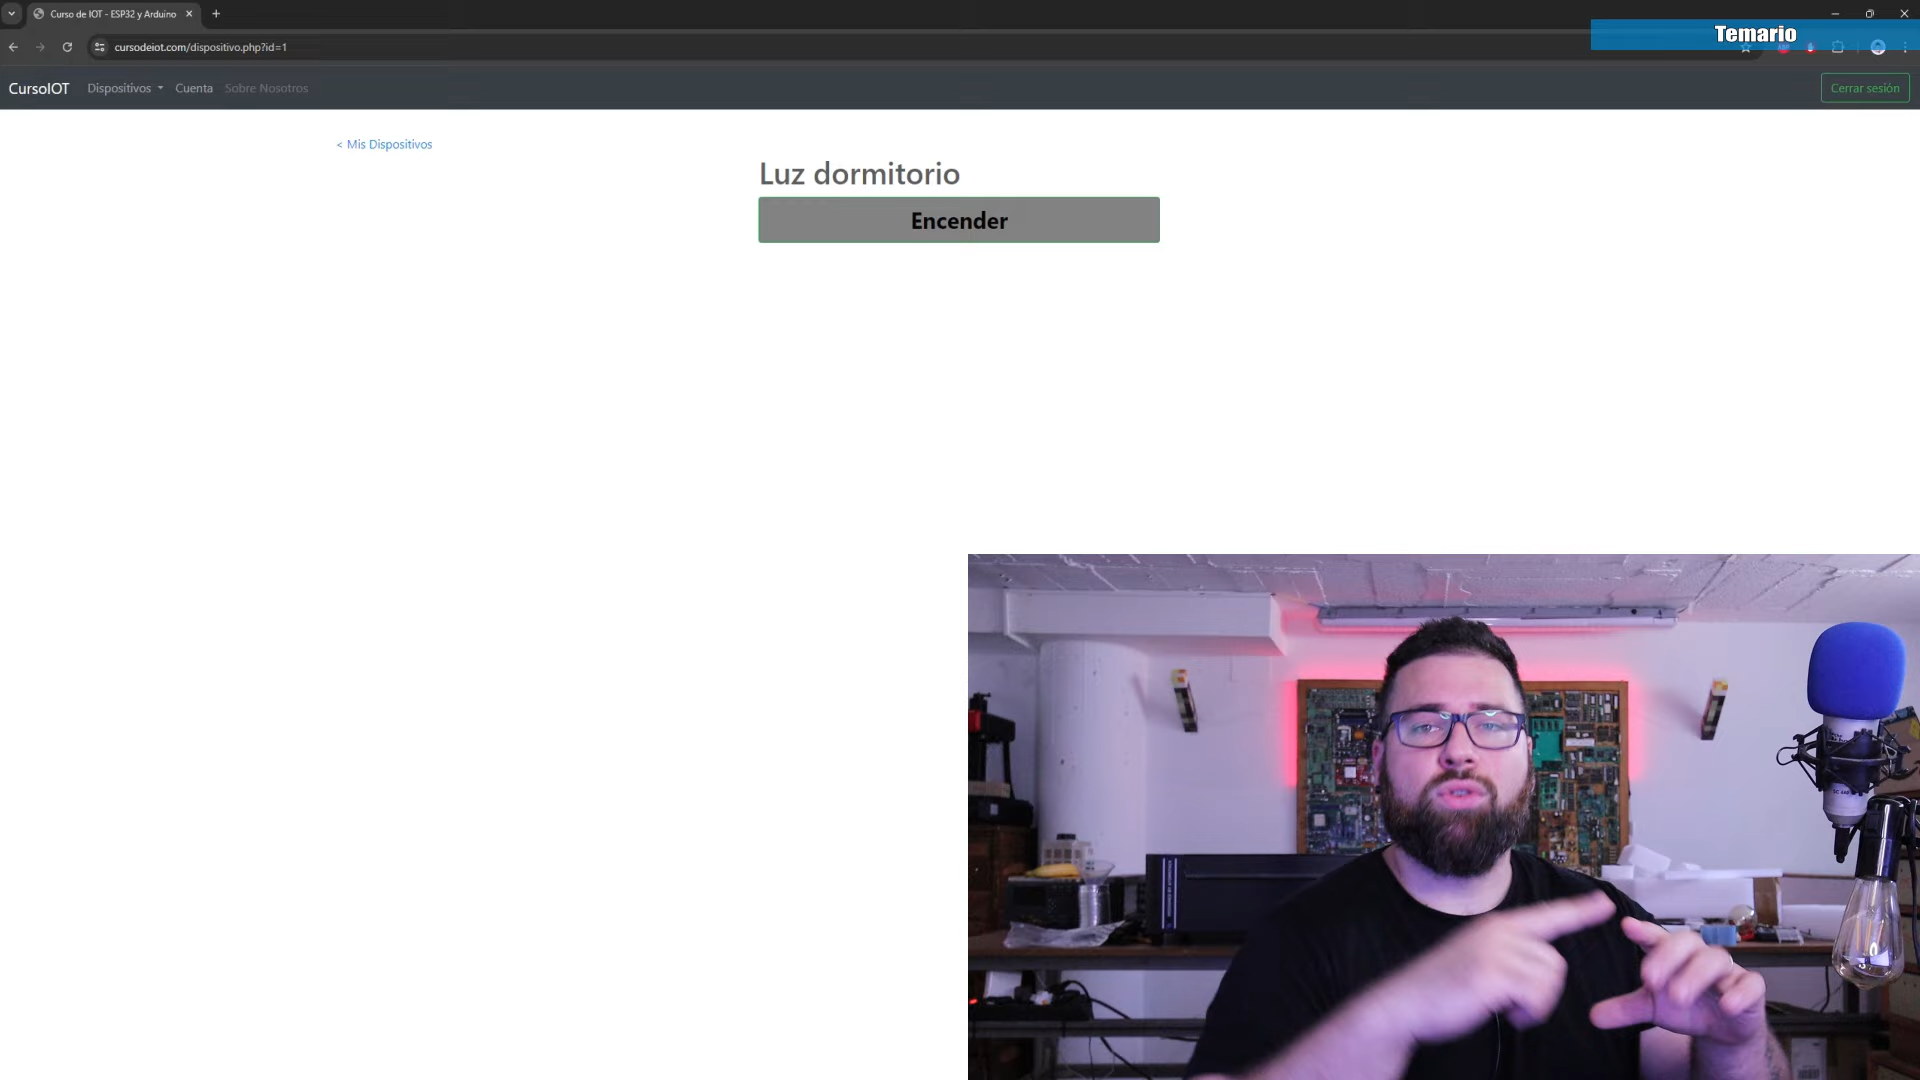 Curso de IOT - ESP32 y Arduino
Temario
cursodeiot.com/dispositivo.php?id=1
CursoIOT
Dispositivos
Cuenta
Sobre Nosotros
Cerrar sesión
< Mis Dispositivos
Luz dormitorio
Encender